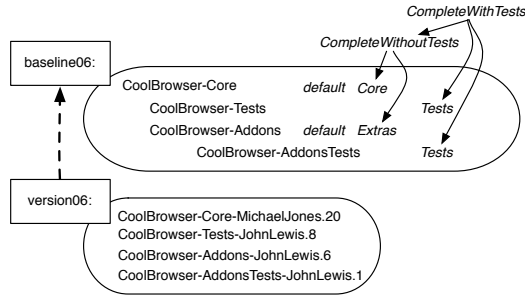 CompleteWithTests
CompleteWithoutTests
baseline06:
CoolBrowser-Core default Core
CoolBrowser-Tests Tests
CoolBrowser-Addons default Extras
CoolBrowser-AddonsTests Tests
version06:
CoolBrowser-Core-MichaelJones.20
CoolBrowser-Tests-JohnLewis.8
CoolBrowser-Addons-JohnLewis.6
CoolBrowser-AddonsTests-JohnLewis.1